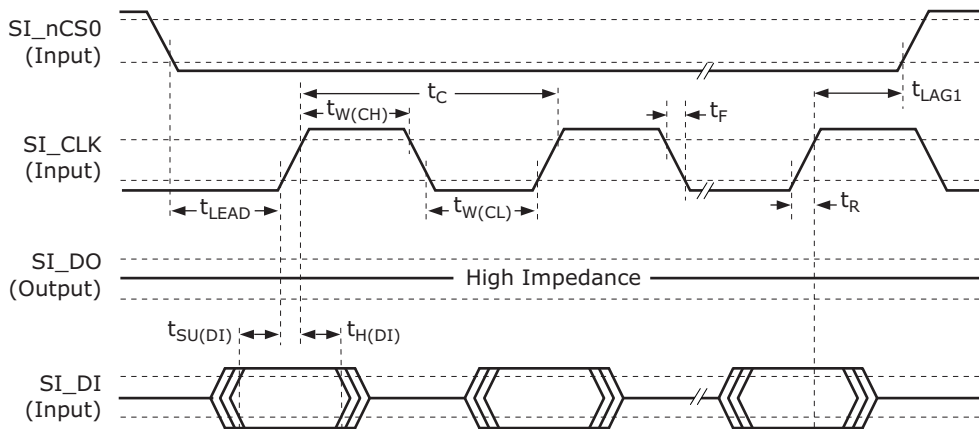 SI_nCS0
(Input)
tC
tLAG1
tW(CH)
tF
SI_CLK
(Input)
tLEAD
tW(CL)
tR
SI_DO
(Output)
High Impedance
tSU(DI)
tH(DI)
SI_DI
(Input)